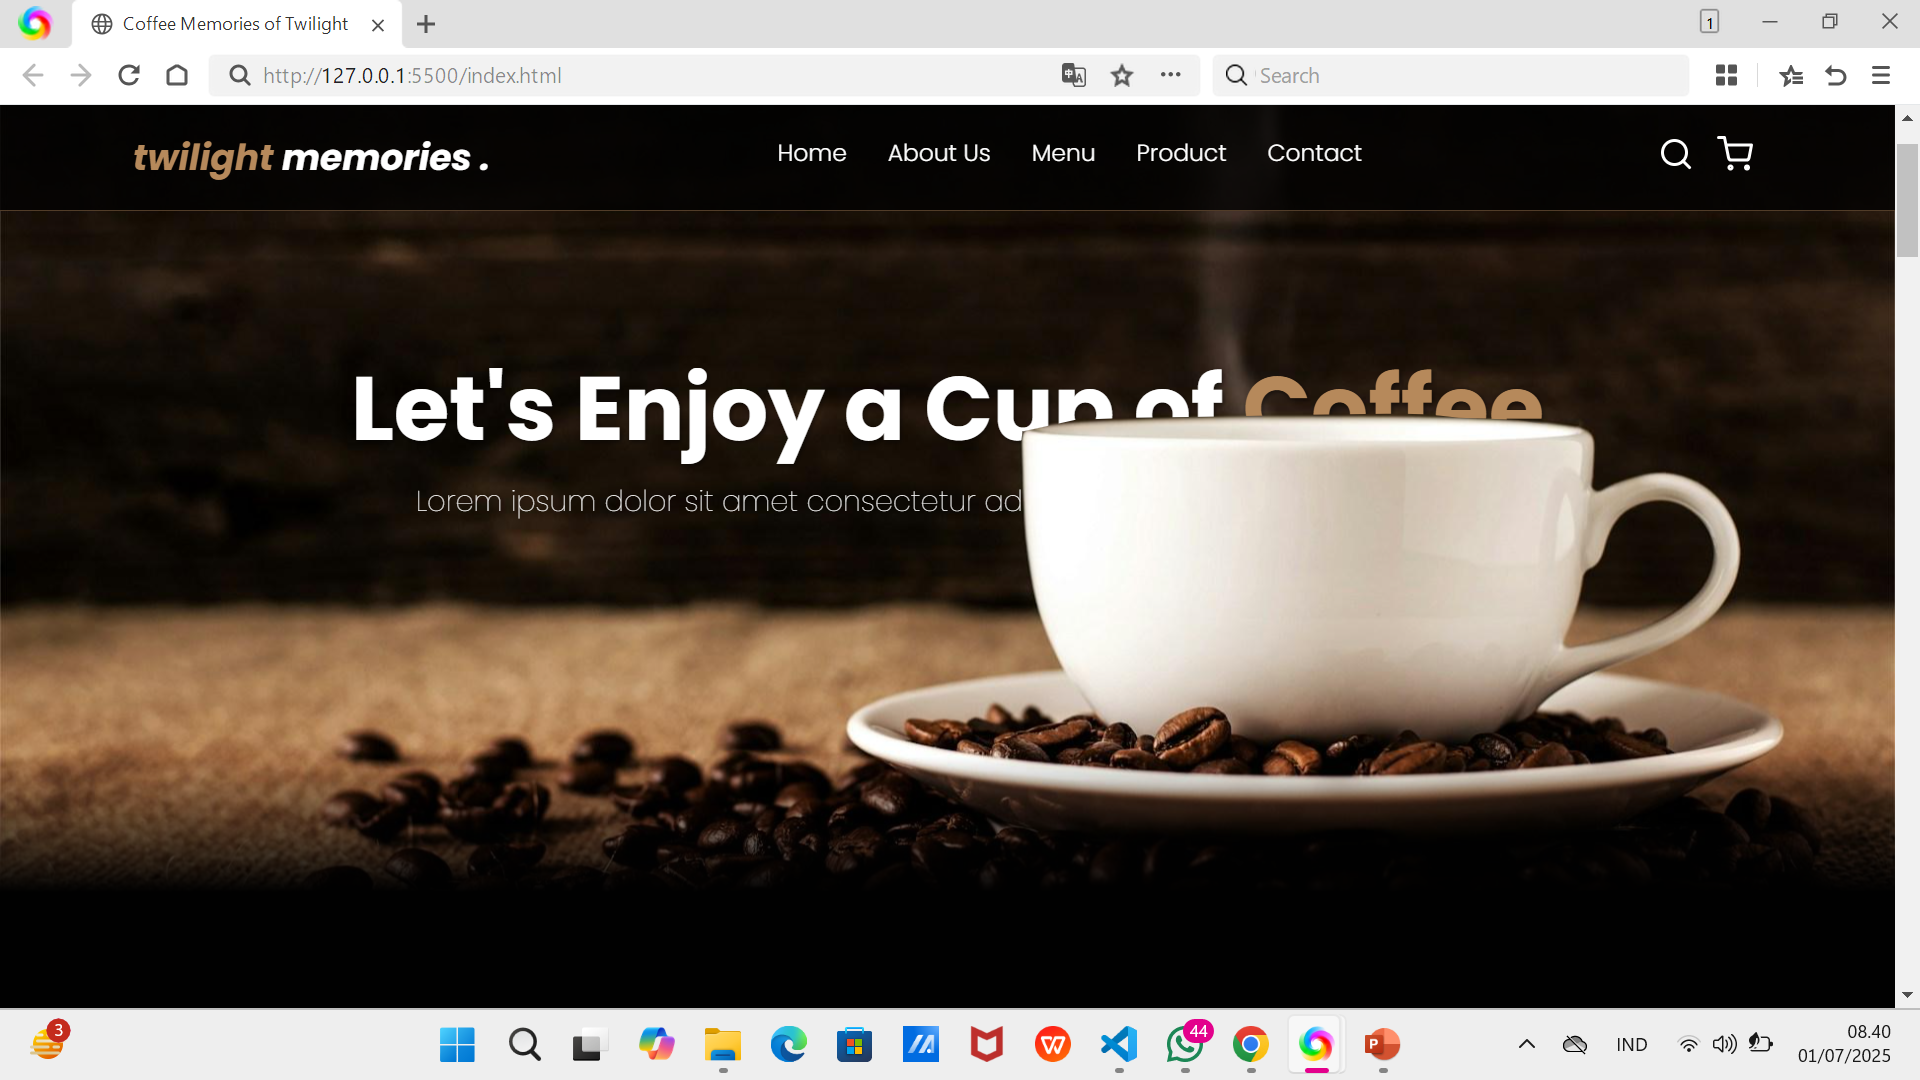 Coffee Memories of Twilight
1
http://127.0.0.1:5500/index.html
Search
twilight memories .
Home About Us Menu Product Contact
Let's Enjoy a Cup of Coffee
Lorem ipsum dolor sit amet consectetur ad
3
44
IND
08.40
01/07/2025